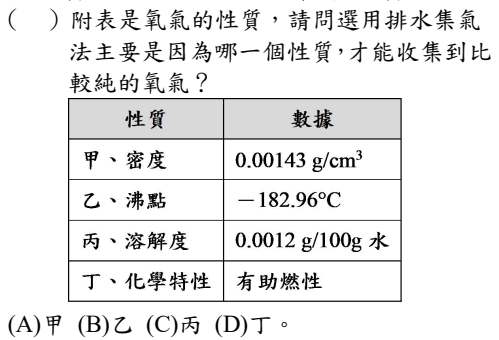 （　）附表是氧氣的性質，請問選用排水集氣
法主要是因為哪一個性質，才能收集到比
較純的氧氣？
性質 數據
甲、密度 0.00143 g/cm³
乙、沸點 －182.96°C
丙、溶解度 0.0012 g/100g 水
丁、化學特性 有助燃性
(A)甲 (B)乙 (C)丙 (D)丁。